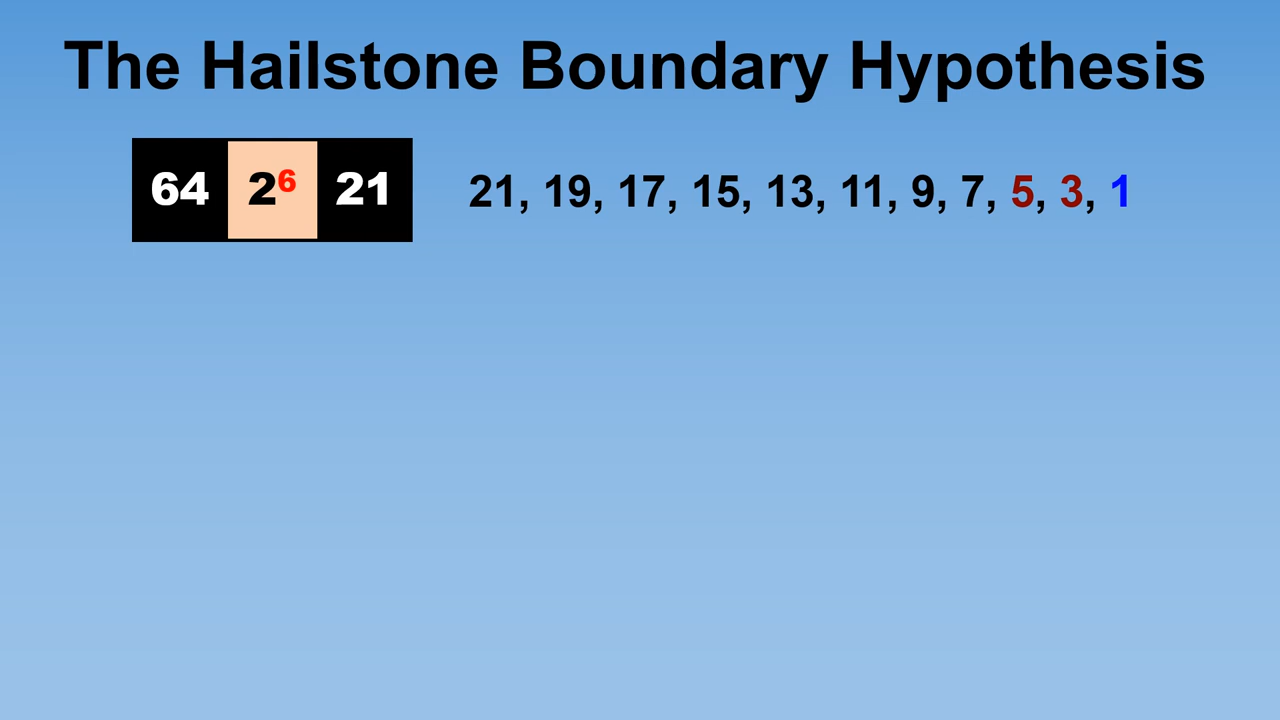 The Hailstone Boundary Hypothesis
64 2⁶ 21 21, 19, 17, 15, 13, 11, 9, 7, 5, 3, 1